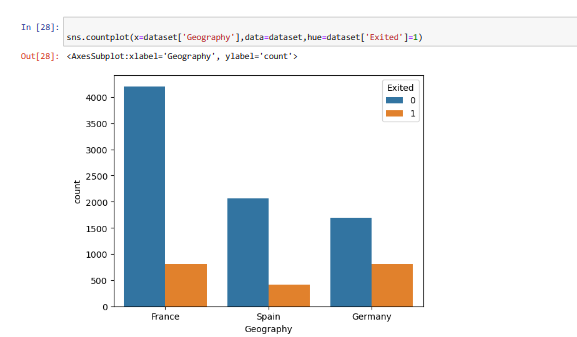 In [28]:
sns.countplot(x=dataset['Geography'],data=dataset,hue=dataset['Exited']=1)
Out[28]: <AxesSubplot:xlabel='Geography', ylabel='count'>
Exited
0
1
4000
3500
3000
2500
2000
1500
1000
500
0
count
France Spain Germany
Geography